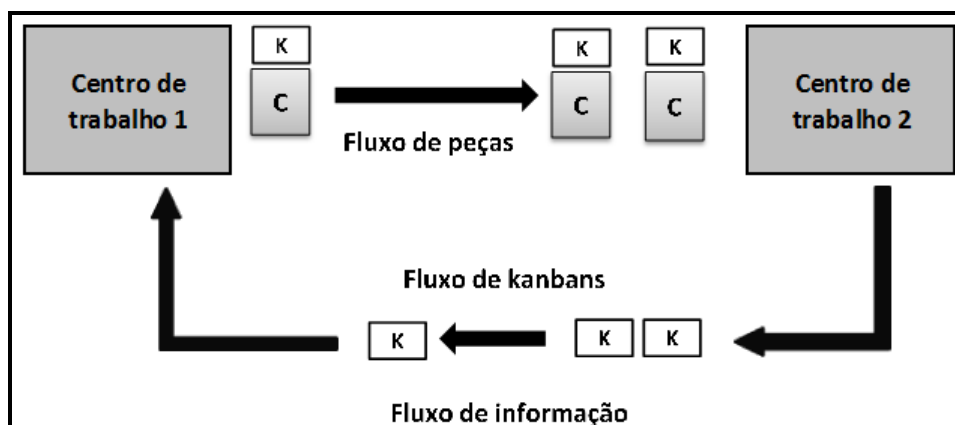 K
K
K
Centro de
trabalho 1
C
C
C
Centro de
trabalho 2
Fluxo de peças
Fluxo de kanbans
K
K
K
Fluxo de informação